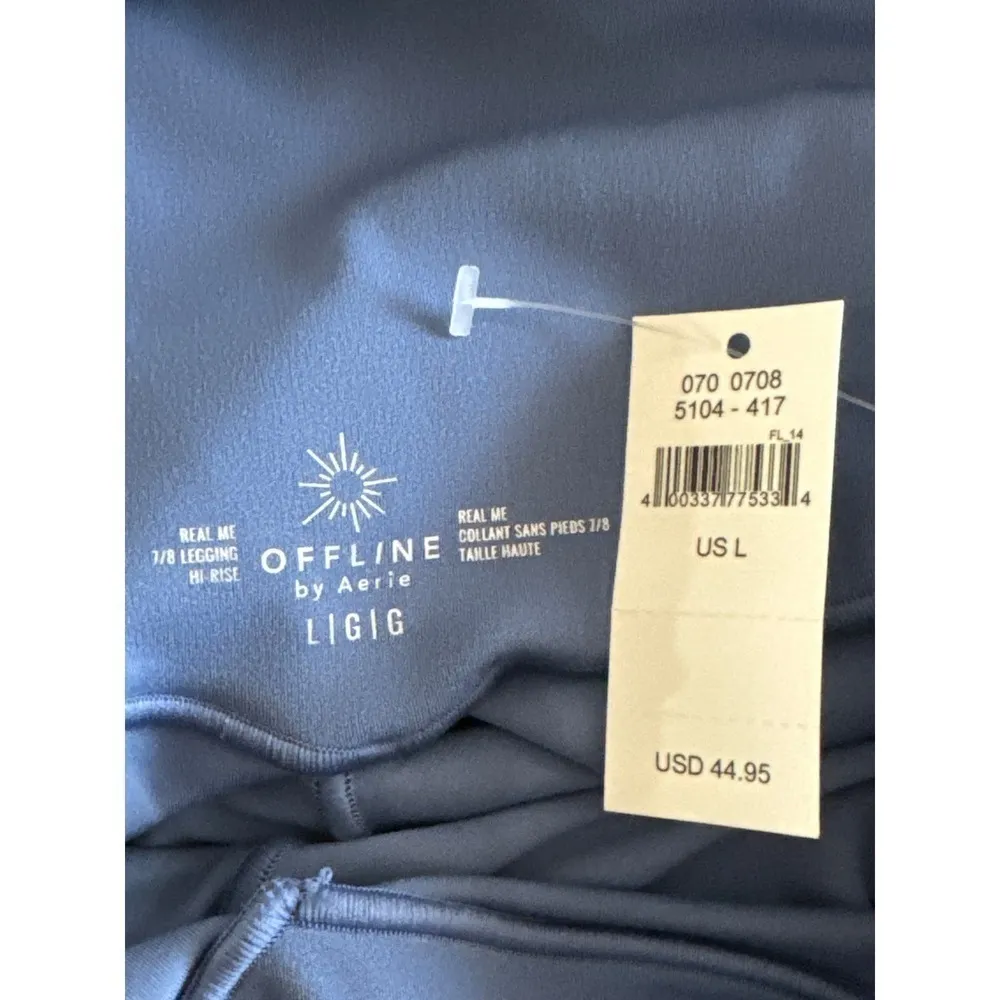 REAL ME
7/8 LEGGING
HI-RISE
OFFLINE
by Aerie
L|G|G
REAL ME
COLLANT SANS PIEDS 7/8
TAILLE HAUTE
070 0708
5104 - 417
FL_14
4 00337 77533 4
US L
USD 44.95